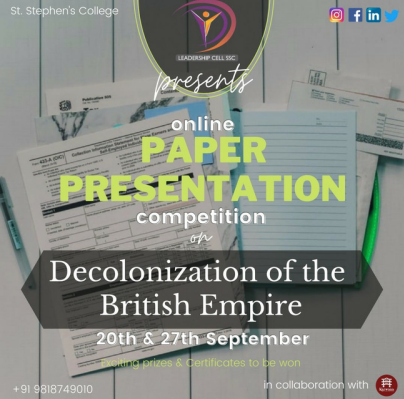 St. Stephen's College
LEADERSHIP CELL SSC
presents
online
PAPER
PRESENTATION
competition
on
Decolonization of the
British Empire
20th & 27th September
exciting prizes & Certificates to be won
+91 9818749010
in collaboration with